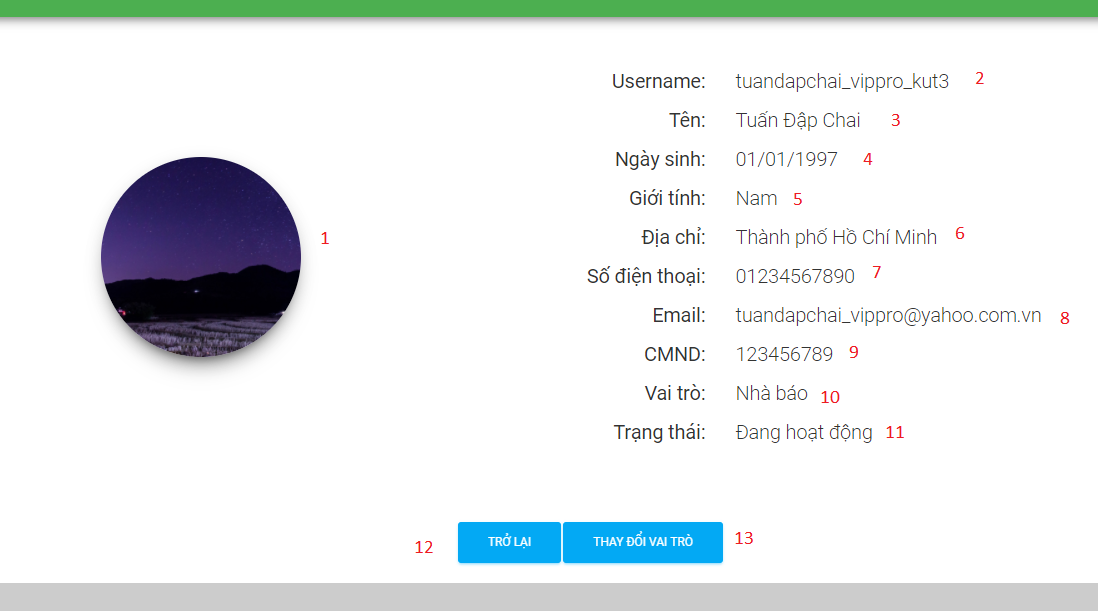 Username: tuandapchai_vippro_kut3 2
Tên: Tuấn Đập Chai 3
Ngày sinh: 01/01/1997 4
Giới tính: Nam 5
1 Địa chỉ: Thành phố Hồ Chí Minh 6
Số điện thoại: 01234567890 7
Email: tuandapchai_vippro@yahoo.com.vn 8
CMND: 123456789 9
Vai trò: Nhà báo 10
Trạng thái: Đang hoạt động 11
12 TRỞ LẠI THAY ĐỔI VAI TRÒ 13